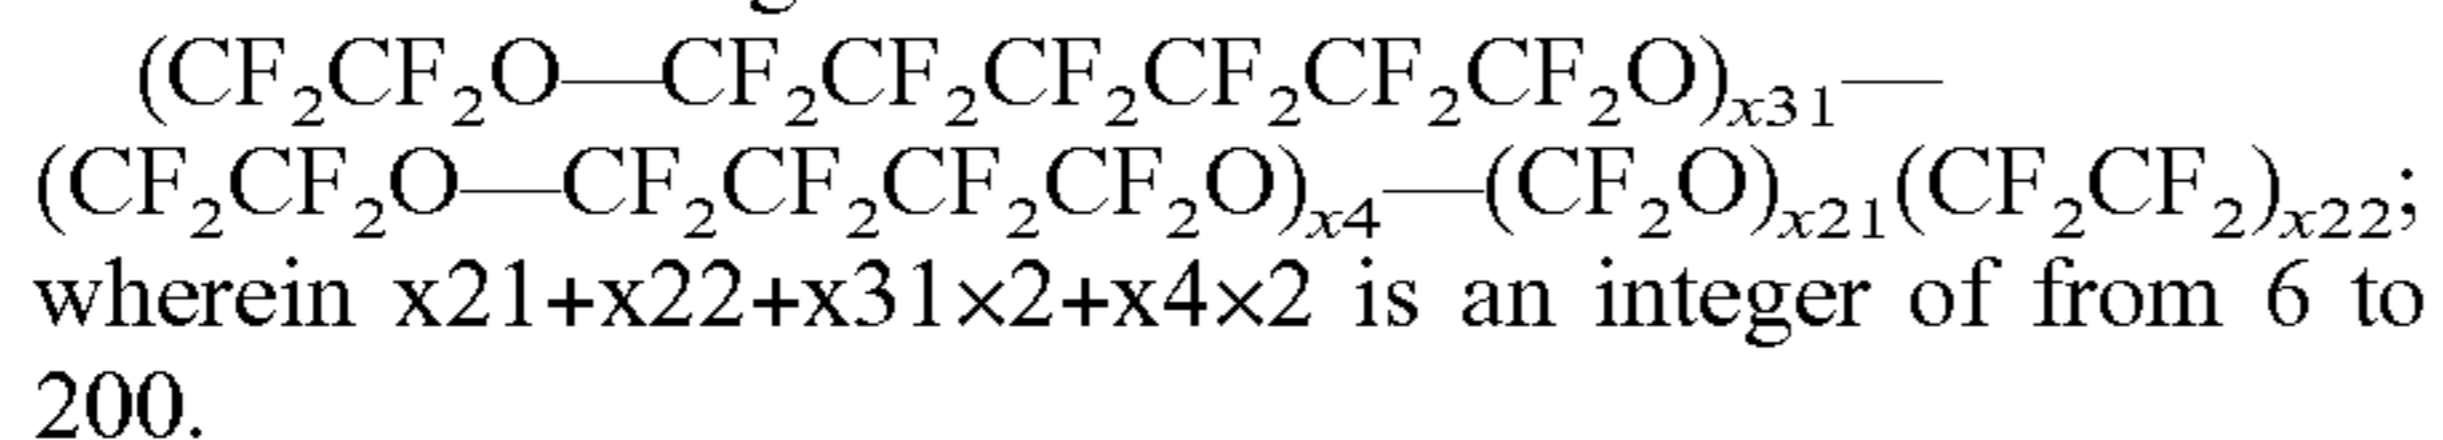 (CF₂CF₂O—CF₂CF₂CF₂CF₂CF₂CF₂O)ₓ₃₁—
(CF₂CF₂O—CF₂CF₂CF₂CF₂O)ₓ₄—(CF₂O)ₓ₂₁(CF₂CF₂)ₓ₂₂;
wherein x21+x22+x31×2+x4×2 is an integer of from 6 to
200.